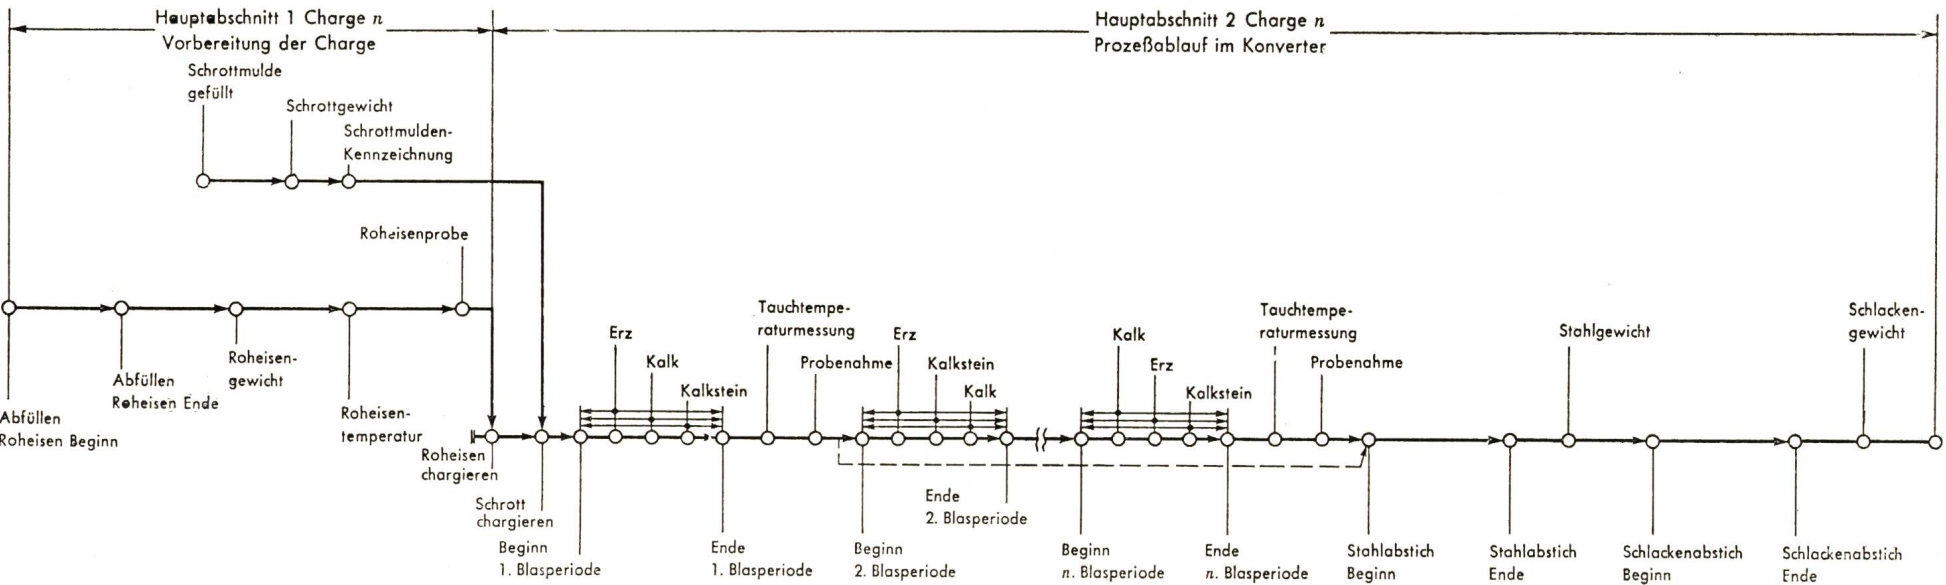 Hauptabschnitt 1 Charge n
Vorbereitung der Charge
Hauptabschnitt 2 Charge n
Prozeßablauf im Konverter
Schrottmulde
gefüllt
Schrottgewicht
Schrottmulden-
Kennzeichnung
Roheisenprobe
Abfüllen
Roheisen Beginn
Abfüllen
Roheisen Ende
Roheisen-
gewicht
Roheisen-
temperatur
Roheisen
chargieren
Schrott
chargieren
Beginn
1. Blasperiode
Erz
Kalk
Kalkstein
Ende
1. Blasperiode
Tauchtempe-
raturmessung
Probenahme
Beginn
2. Blasperiode
Erz
Kalkstein
Kalk
Ende
2. Blasperiode
Beginn
n. Blasperiode
Kalk
Erz
Kalkstein
Ende
n. Blasperiode
Tauchtempe-
raturmessung
Probenahme
Stahlabstich
Beginn
Stahlabstich
Ende
Stahlgewicht
Schlackenabstich
Beginn
Schlackenabstich
Ende
Schlacken-
gewicht